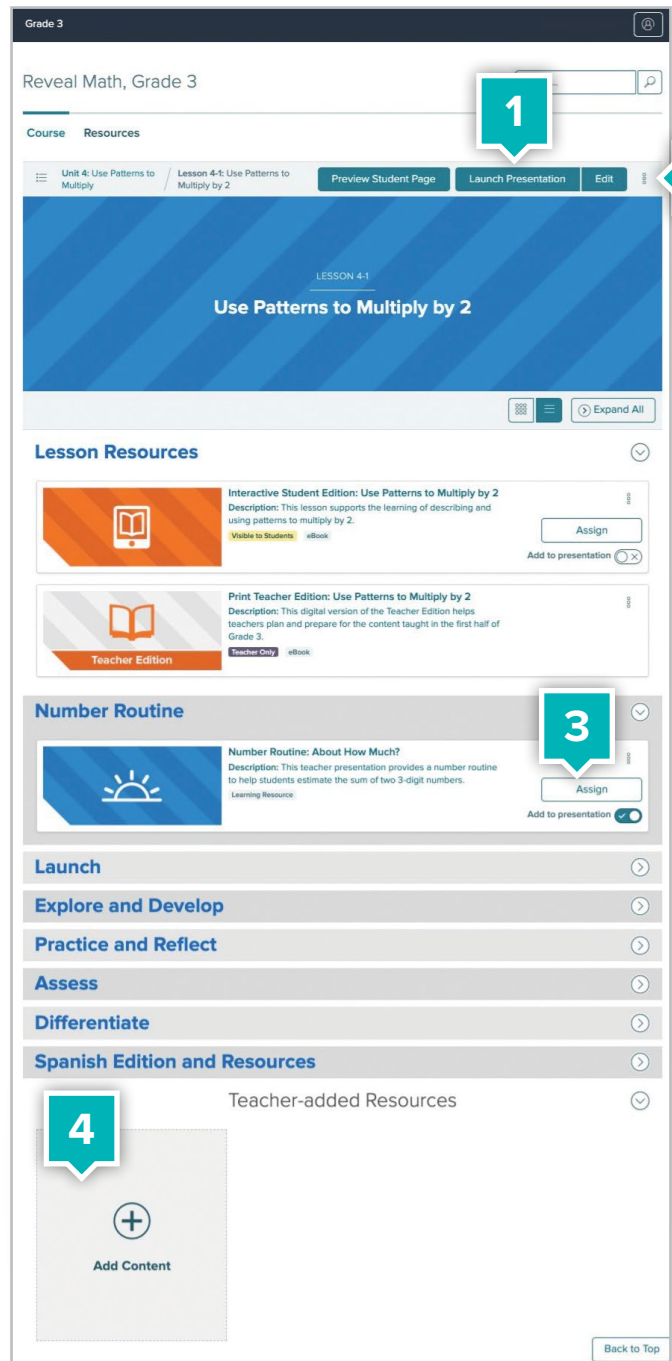 Grade 3
Reveal Math, Grade 3
1
Course Resources
Unit 4: Use Patterns to
Multiply
Lesson 4-1: Use Patterns to
Multiply by 2
Preview Student Page
Launch Presentation
Edit
LESSON 4-1
Use Patterns to Multiply by 2
Expand All
Lesson Resources
Interactive Student Edition: Use Patterns to Multiply by 2
Description: This lesson supports the learning of describing and
using patterns to multiply by 2.
Visible to Students eBook
Assign
Add to presentation
Print Teacher Edition: Use Patterns to Multiply by 2
Description: This digital version of the Teacher Edition helps
teachers plan and prepare for the content taught in the first half of
Grade 3.
Teacher Only eBook
Teacher Edition
Number Routine
3
Number Routine: About How Much?
Description: This teacher presentation provides a number routine
to help students estimate the sum of two 3-digit numbers.
Learning Resource
Assign
Add to presentation
Launch
Explore and Develop
Practice and Reflect
Assess
Differentiate
Spanish Edition and Resources
Teacher-added Resources
4
Add Content
Back to Top